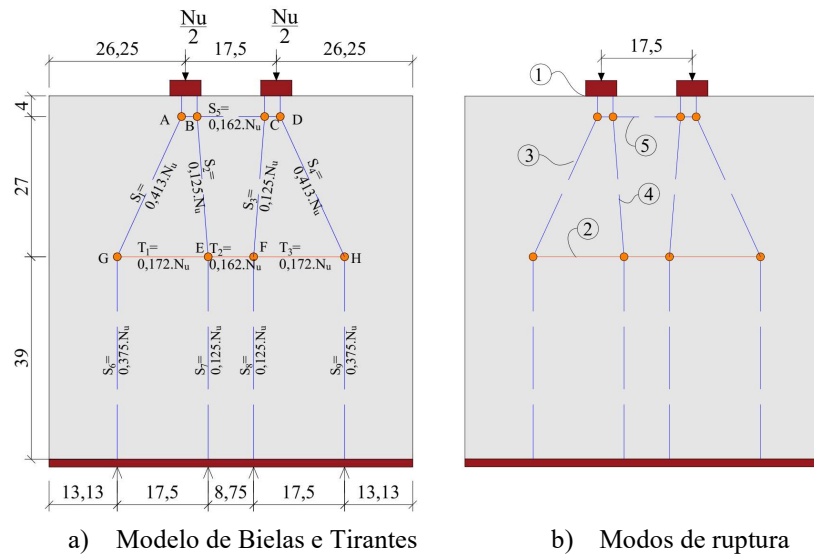 Nu
2
Nu
2
26,25
17,5
26,25
4
27
39
A
B
S5=
0,162.Nu
C
D
S1=
0,413.Nu
S2=
0,125.Nu
S3=
0,125.Nu
S4=
0,413.Nu
G
T1=
0,172.Nu
E
T2=
0,162.Nu
F
T3=
0,172.Nu
H
S6=
0,375.Nu
S7=
0,125.Nu
S8=
0,125.Nu
S9=
0,375.Nu
13,13
17,5
8,75
17,5
13,13
a) Modelo de Bielas e Tirantes
17,5
1
3
5
4
2
b) Modos de ruptura